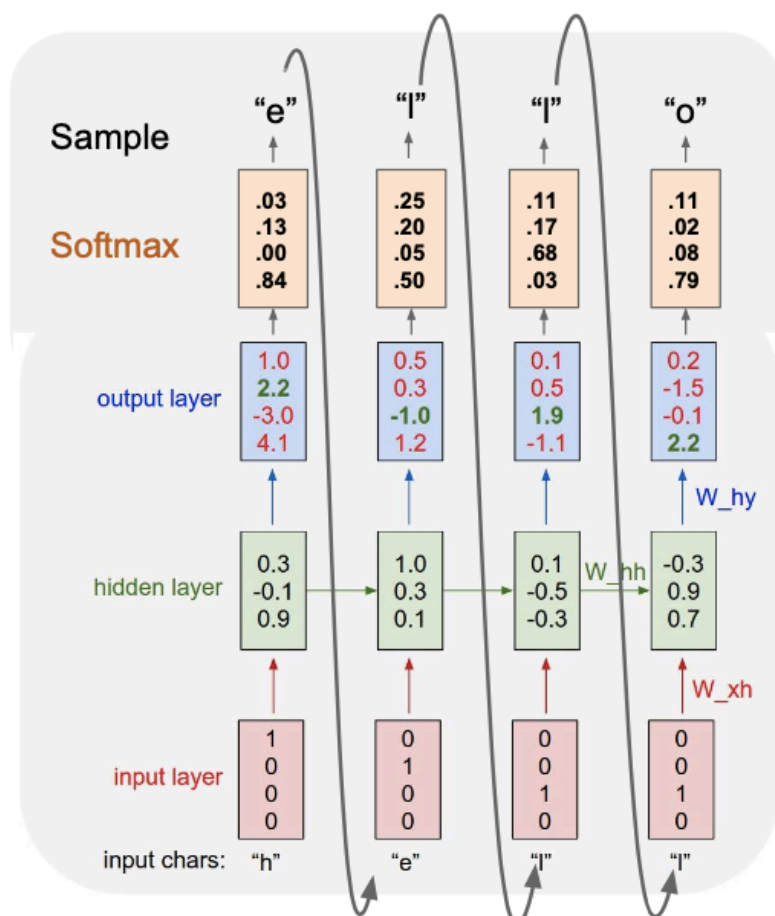 “e” “l” “l” “o”
Sample
.03 .25 .11 .11
.13 .20 .17 .02
Softmax
.00 .05 .68 .08
.84 .50 .03 .79
1.0 0.5 0.1 0.2
output layer 2.2 0.3 0.5 -1.5
-3.0 -1.0 1.9 -0.1
4.1 1.2 -1.1 2.2
W_hy
0.3 1.0 0.1 -0.3
hidden layer -0.1 0.3 -0.5 W_hh 0.9
0.9 0.1 -0.3 0.7
W_xh
1 0 0 0
0 1 0 0
input layer
0 0 1 1
0 0 0 0
input chars: “h” “e” “l” “l”